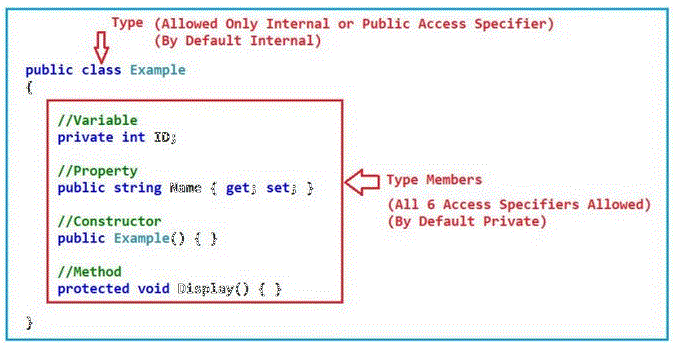 Type (Allowed Only Internal or Public Access Specifier)
(By Default Internal)
public class Example
{
//Variable
private int ID;
//Property
public string Name { get; set; }
//Constructor
public Example() { }
//Method
protected void Display() { }
}
Type Members
(All 6 Access Specifiers Allowed)
(By Default Private)